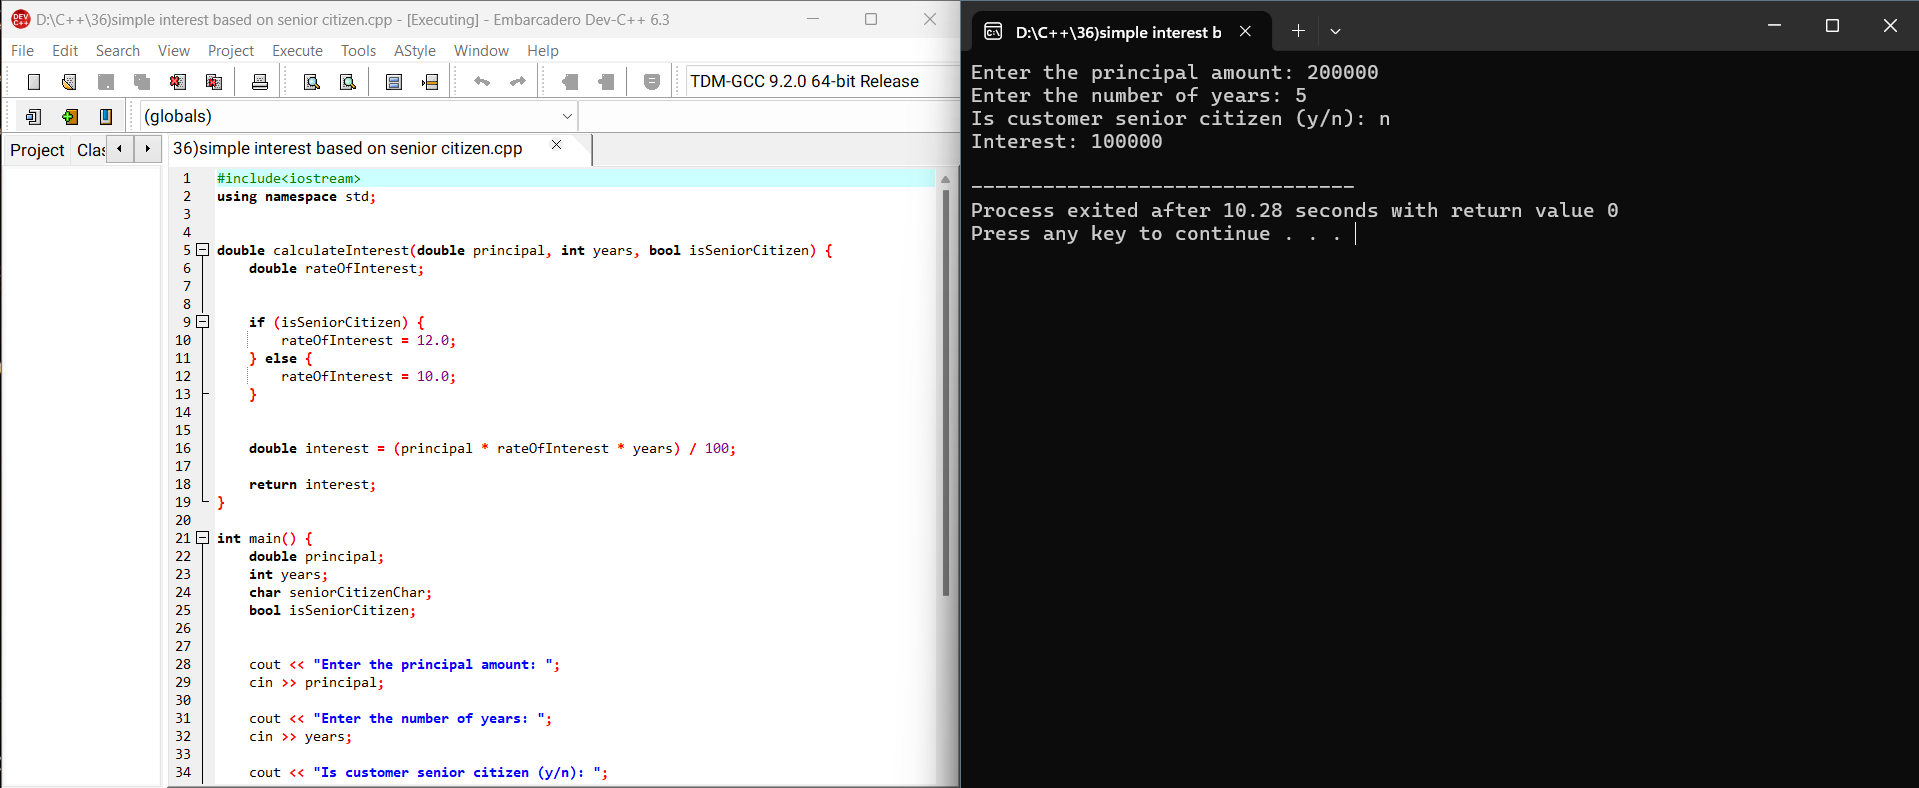 D:\C++\36)simple interest based on senior citizen.cpp - [Executing] - Embarcadero Dev-C++ 6.3
File Edit Search View Project Execute Tools AStyle Window Help
TDM-GCC 9.2.0 64-bit Release
(globals)
Project Clas
36)simple interest based on senior citizen.cpp
1 #include<iostream>
2 using namespace std;
3
4
5 double calculateInterest(double principal, int years, bool isSeniorCitizen) {
6 double rateOfInterest;
7
8
9 if (isSeniorCitizen) {
10 rateOfInterest = 12.0;
11 } else {
12 rateOfInterest = 10.0;
13 }
14
15
16 double interest = (principal * rateOfInterest * years) / 100;
17
18 return interest;
19 }
20
21 int main() {
22 double principal;
23 int years;
24 char seniorCitizenChar;
25 bool isSeniorCitizen;
26
27
28 cout << "Enter the principal amount: ";
29 cin >> principal;
30
31 cout << "Enter the number of years: ";
32 cin >> years;
33
34 cout << "Is customer senior citizen (y/n): ";
D:\C++\36)simple interest b
Enter the principal amount: 200000
Enter the number of years: 5
Is customer senior citizen (y/n): n
Interest: 100000
--------------------------------
Process exited after 10.28 seconds with return value 0
Press any key to continue . . .